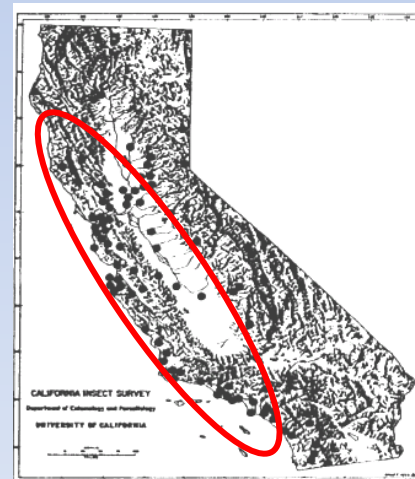 CALIFORNIA INSECT SURVEY
Department of Entomology and Parasitology
UNIVERSITY OF CALIFORNIA